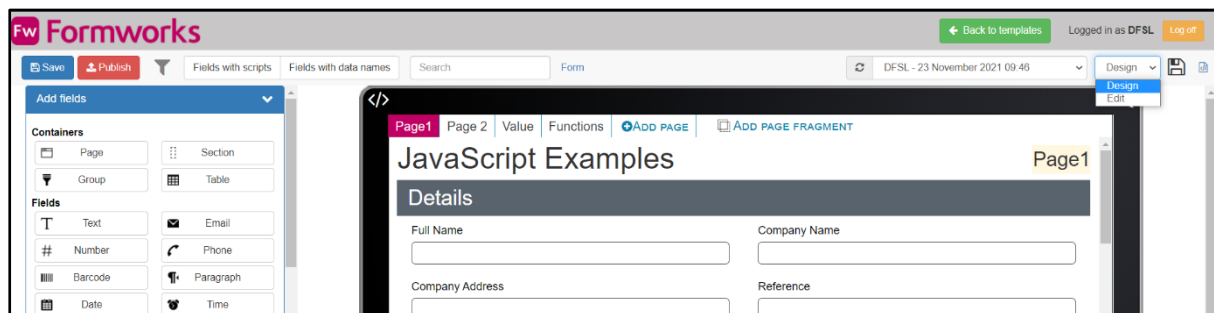 Fw Formworks
Back to templates
Logged in as DFSL
Log off
Save
Publish
Fields with scripts
Fields with data names
Search
Form
DFSL - 23 November 2021 09:46
Design
Design
Edit
Add fields
Containers
Page
Section
Group
Table
Fields
T Text
Email
# Number
Phone
Barcode
Paragraph
Date
Time
</>
Page1
Page 2
Value
Functions
ADD PAGE
ADD PAGE FRAGMENT
JavaScript Examples
Page1
Details
Full Name
Company Name
Company Address
Reference